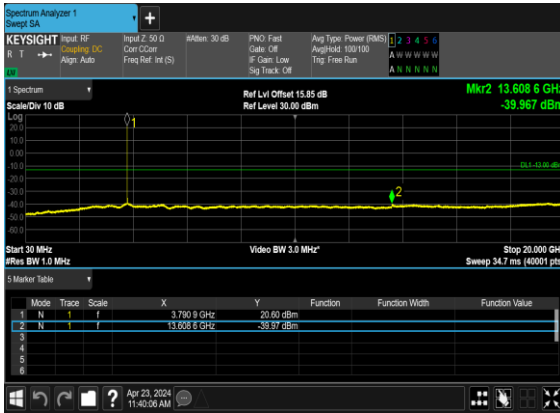 Spectrum Analyzer 1
Swept SA
KEYSIGHT Input: RF Input Z: 50 Ω #Atten: 30 dB PNO: Fast Avg Type: Power (RMS) 1 2 3 4 5 6
R T Coupling: DC Corr CCorr Gate: Off Avg|Hold: 100/100 A W W W W W
Align: Auto Freq Ref: Int (S) IF Gain: Low Trig: Free Run
Sig Track: Off A N N N N N
1 Spectrum Ref Lvl Offset 15.85 dB Mkr2 13.608 6 GHz
Scale/Div 10 dB Ref Level 30.00 dBm -39.967 dBm
Log
20.0
10.0
0.00
-10.0
-20.0
-30.0
-40.0
-50.0
-60.0
1
DL1 -13.00 dBm
2
Start 30 MHz Video BW 3.0 MHz* Stop 20.000 GHz
#Res BW 1.0 MHz Sweep 34.7 ms (40001 pts)
5 Marker Table
Mode Trace Scale X Y Function Function Width Function Value
1 N 1 f 3.790 9 GHz 20.60 dBm
2 N 1 f 13.608 6 GHz -39.97 dBm
3
4
5
6
? Apr 23, 2024
11:40:06 AM